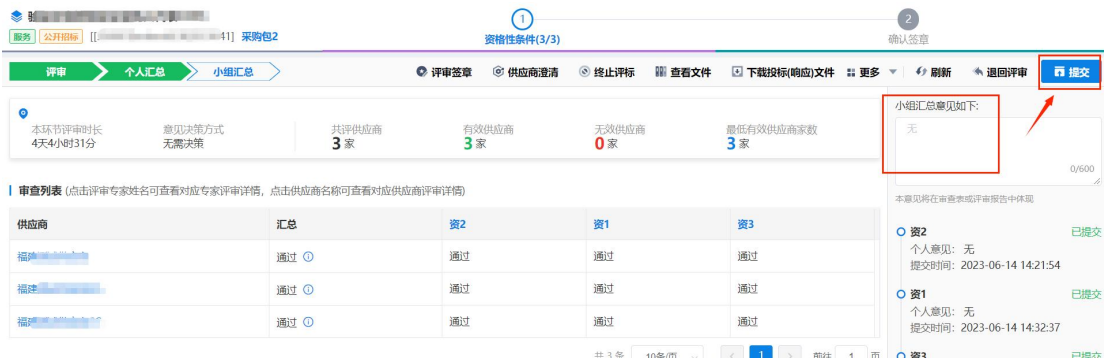 1
2
服务 公开招标 41] 采购包2
资格性条件(3/3)
确认签章
评审 个人汇总 小组汇总
评审签章 供应商澄清 终止评标 查看文件 下载投标(响应)文件 更多 刷新 退回评审 提交
小组汇总意见如下:
无
0/600
本意见将在审查表或评审报告中体现
本环节评审时长 意见决策方式 共评供应商 有效供应商 无效供应商 最低有效供应商家数
4天4小时31分 无需决策 3 家 3 家 0 家 3 家
审查列表 (点击评审专家姓名可查看对应专家评审详情, 点击供应商名称可查看对应供应商评审详情)
供应商 汇总 资2 资1 资3
通过 通过 通过 通过
福建 通过 通过 通过 通过
通过 通过 通过 通过
共 3 条 10条/页 1 前往 1 页
资2 已提交
个人意见: 无
提交时间: 2023-06-14 14:21:54
资1 已提交
个人意见: 无
提交时间: 2023-06-14 14:32:37
资3 已提交